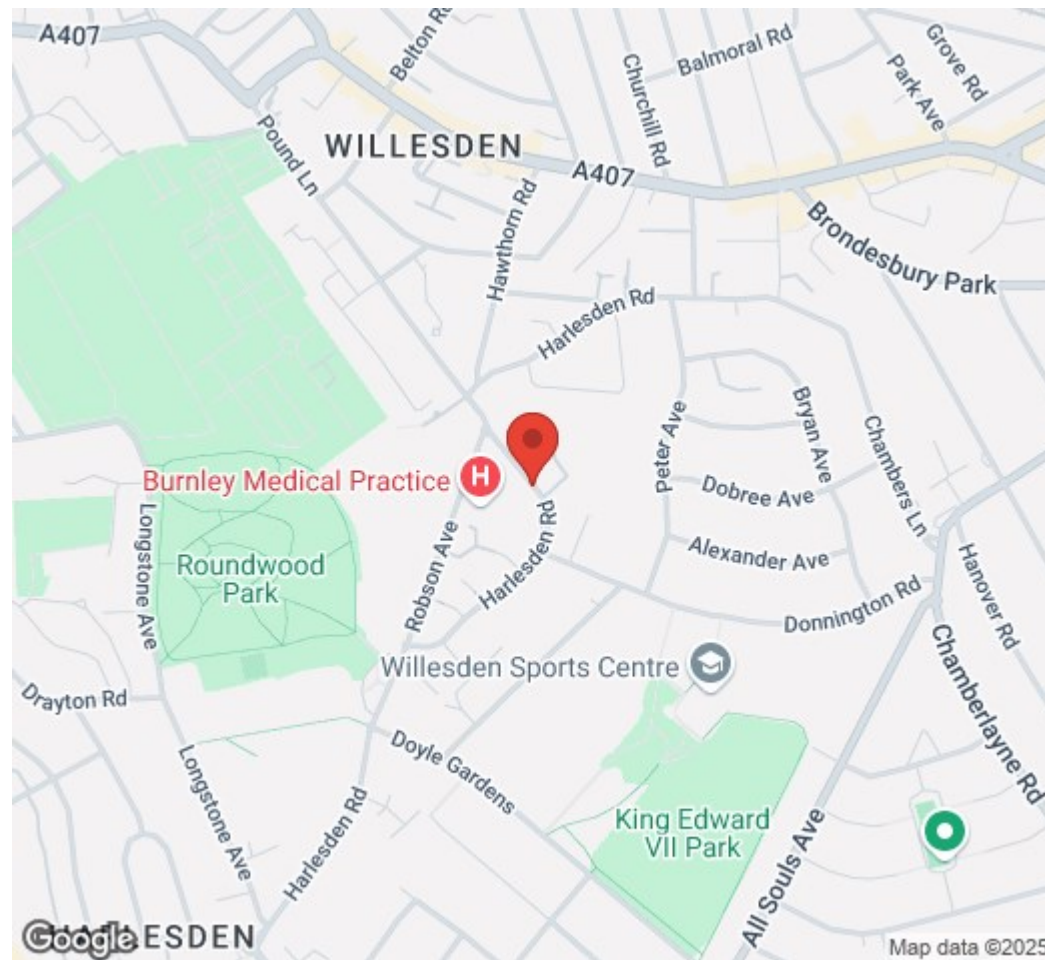 A407
Belton Rd
Balmoral Rd
Grove Rd
Park Ave
Churchill Rd
Pound Ln
WILLESDEN
A407
Hawthorn Rd
Brondesbury Park
Harlesden Rd
Bryan Ave
Peter Ave
Chambers Ln
Burnley Medical Practice
H
Dobree Ave
Longstone Ave
Robson Ave
Harlesden Rd
Alexander Ave
Hanover Rd
Roundwood
Park
Donnington Rd
Willesden Sports Centre
Chamberlayne Rd
Drayton Rd
Doyle Gardens
Longstone Ave
Harlesden Rd
King Edward
VII Park
All Souls Ave
Google
HARLESDEN
Map data ©2025